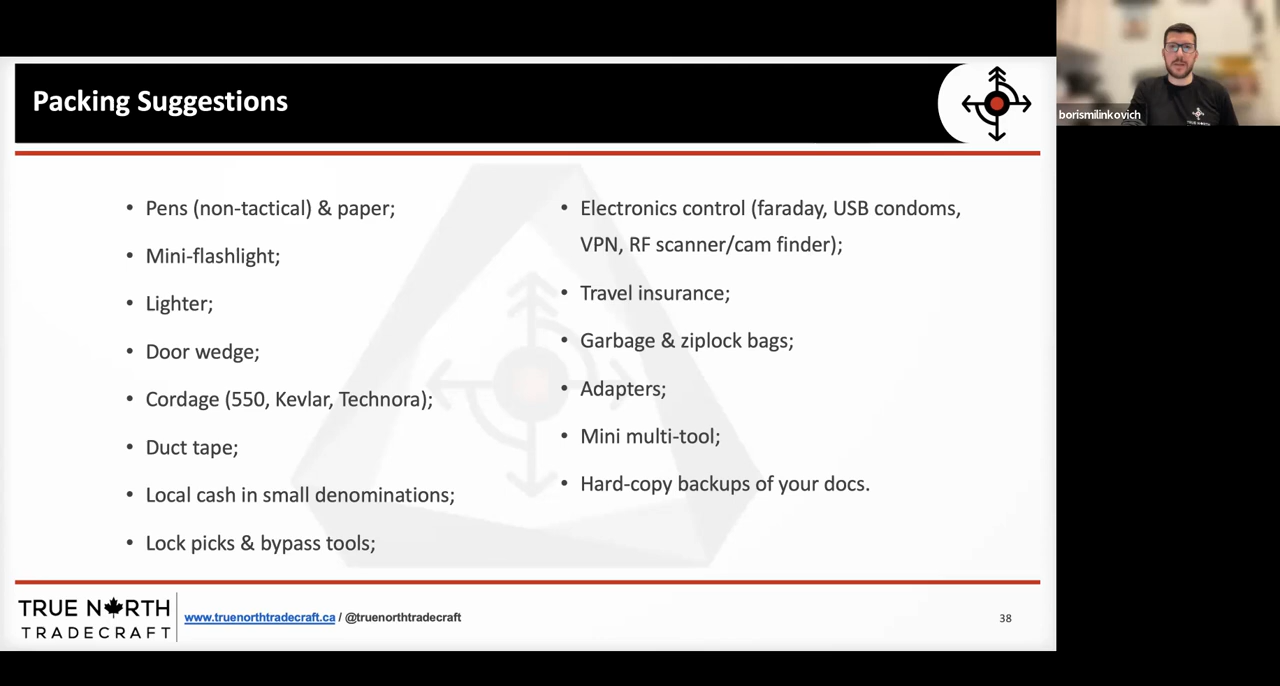 Packing Suggestions
borismilinkovich
• Pens (non-tactical) & paper;
• Mini-flashlight;
• Lighter;
• Door wedge;
• Cordage (550, Kevlar, Technora);
• Duct tape;
• Local cash in small denominations;
• Lock picks & bypass tools;
• Electronics control (faraday, USB condoms,
VPN, RF scanner/cam finder);
• Travel insurance;
• Garbage & ziplock bags;
• Adapters;
• Mini multi-tool;
• Hard-copy backups of your docs.
TRUE NORTH
TRADECRAFT
www.truenorthtradecraft.ca / @truenorthtradecraft
38
TRUE NORTH